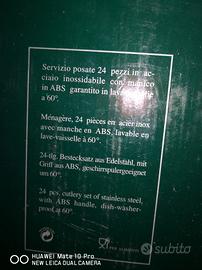 Servizio posate 24 pezzi in ac-
ciaio inossidabile con manico
in ABS garantito in lavastoviglie
a 60°.
Ménagère, 24 pièces en acier inox
avec manche en ABS, lavable en
lave-vaisselle à 60°.
24-tlg. Bestecksatz aus Edelstahl, mit
Griff aus ABS, geschirrspülergeeignet
um 60°.
24 pcs. cutlery set of stainless steel,
with ABS handle, dish-washer-
proof at 60°.
PER ALIMENTI
subito
HUAWEI Mate 10 Pro
NEW LEICA DUAL CAMERA